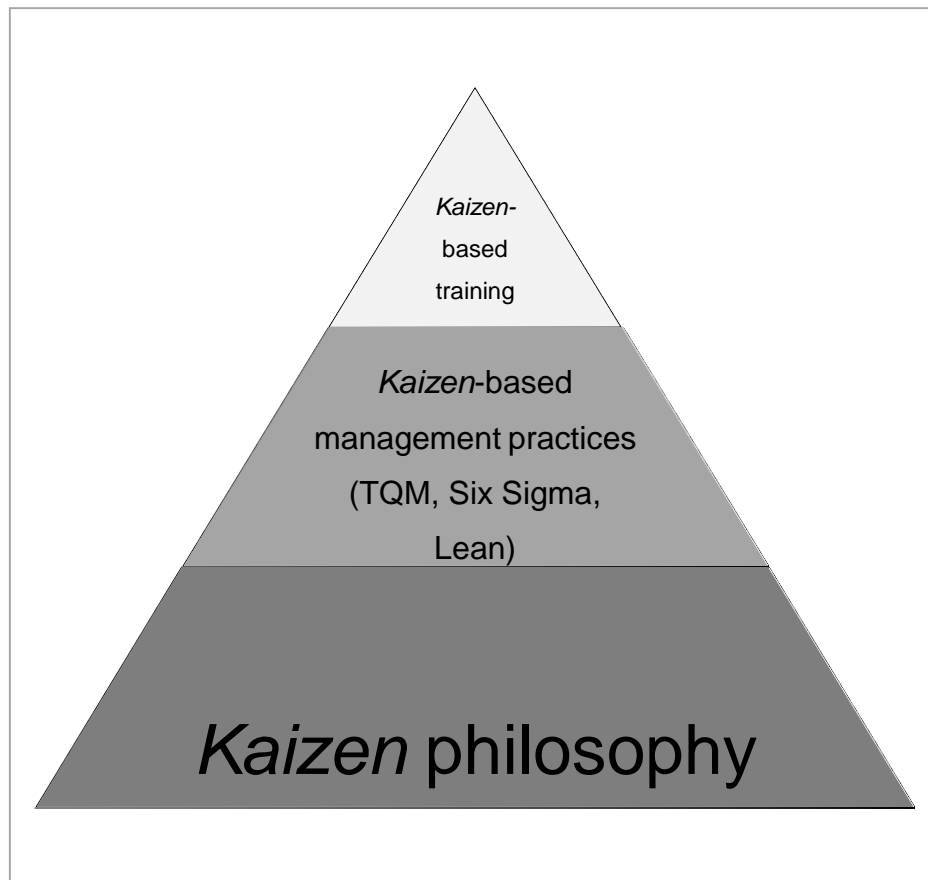 Kaizen-
based
training
Kaizen-based
management practices
(TQM, Six Sigma,
Lean)
Kaizen philosophy